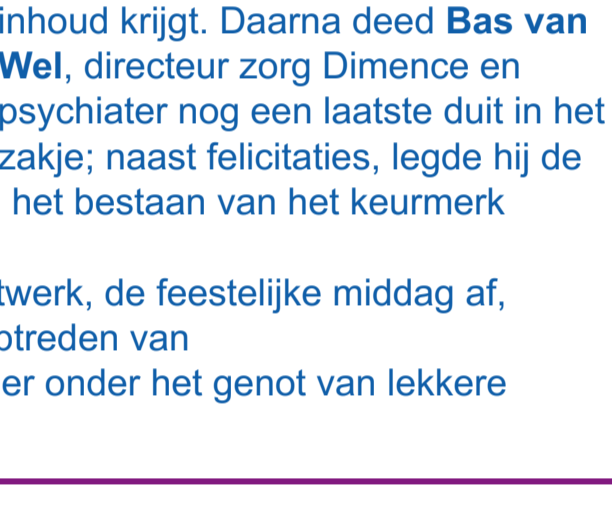 inhoud krijgt. Daarna deed Bas van
Wel, directeur zorg Dimence en
psychiater nog een laatste duit in het
zakje; naast felicitaties, legde hij de
het bestaan van het keurmerk
twerk, de feestelijke middag af,
ptreden van
er onder het genot van lekkere